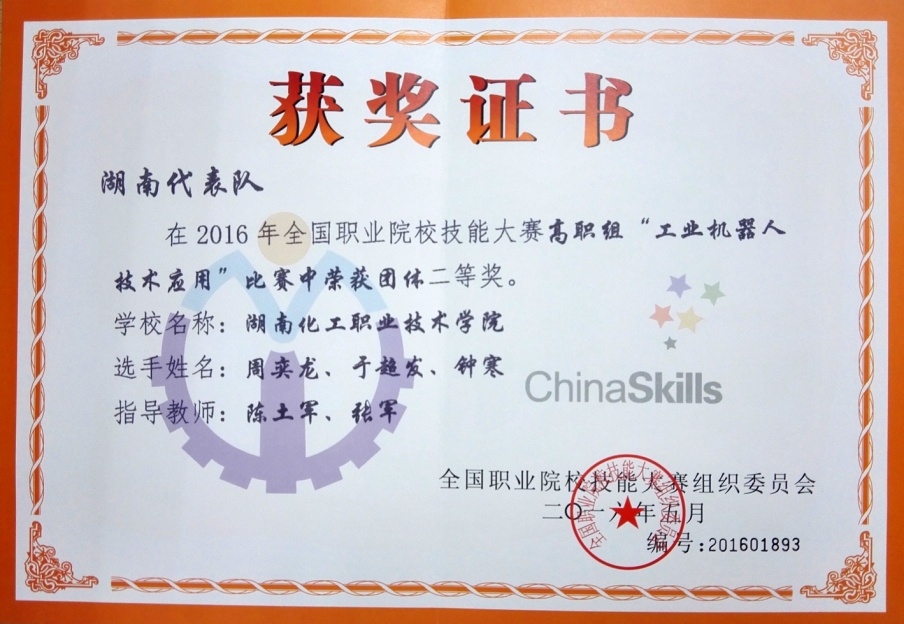 获奖证书
湖南代表队
在2016年全国职业院校技能大赛高职组“工业机器人
技术应用”比赛中荣获团体二等奖。
学校名称：湖南化工职业技术学院
选手姓名：周奕龙、于超发、钟寒
指导教师：陈土军、张军
ChinaSkills
全国职业院校技能大赛组织委员会
二〇一六年五月
编号:201601893